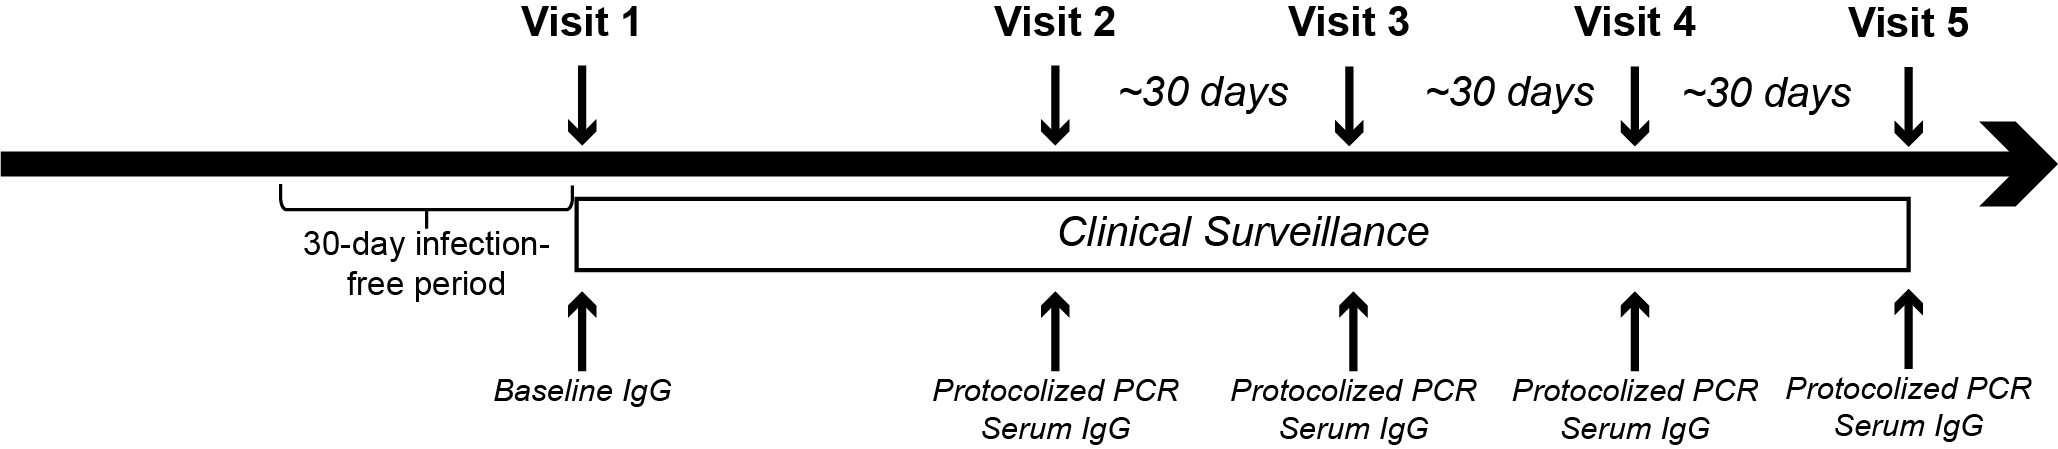 Visit 1
Visit 2
Visit 3
Visit 4
Visit 5
~30 days
~30 days
~30 days
30-day infection-
free period
Clinical Surveillance
Baseline IgG
Protocolized PCR
Serum IgG
Protocolized PCR
Serum IgG
Protocolized PCR
Serum IgG
Protocolized PCR
Serum IgG